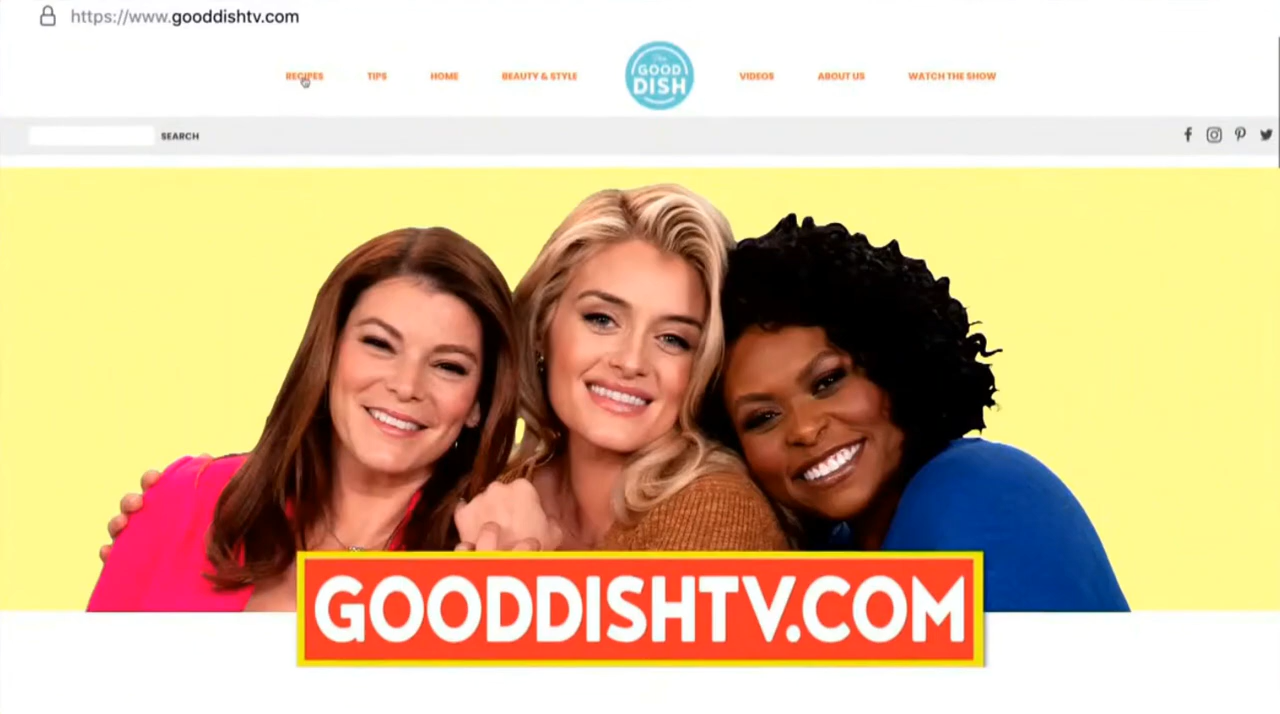 https://www.gooddishtv.com
RECIPES TIPS HOME BEAUTY & STYLE
The
GOOD
DISH
VIDEOS ABOUT US WATCH THE SHOW
SEARCH
GOODDISHTV.COM